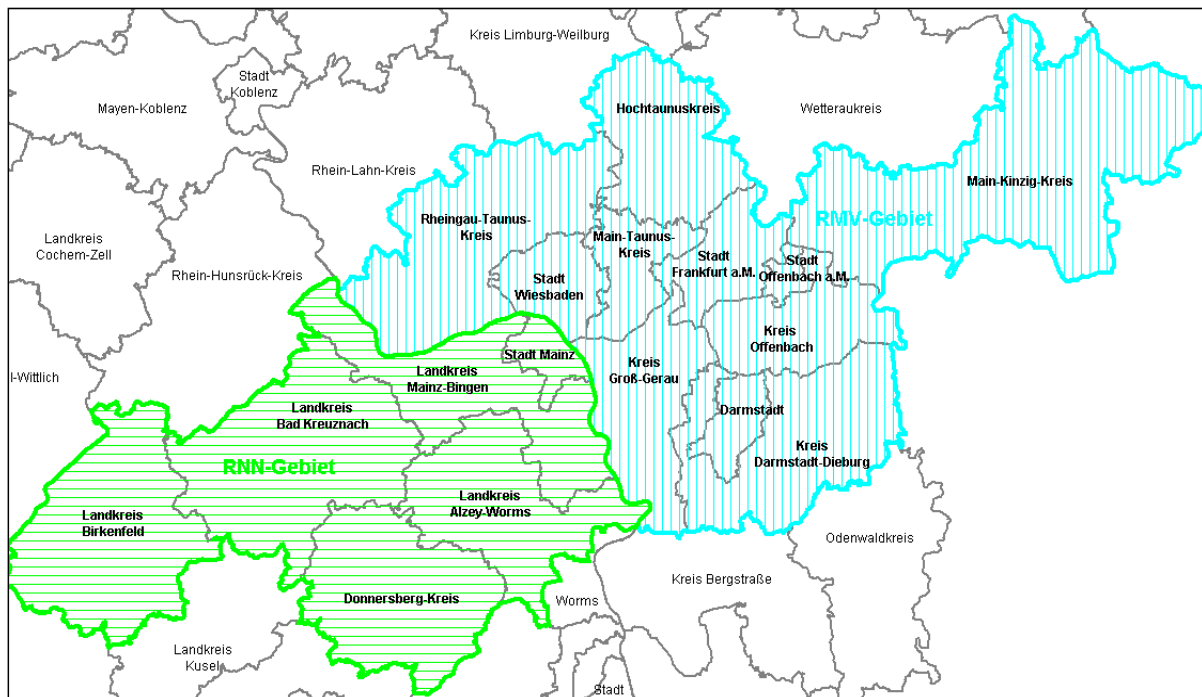 Kreis Limburg-Weilburg
Stadt
Koblenz
Mayen-Koblenz
Hochtaunuskreis
Wetteraukreis
Rhein-Lahn-Kreis
Main-Kinzig-Kreis
Rheingau-Taunus-
Kreis
RMV-Gebiet
Landkreis
Cochem-Zell
Main-Taunus-
Kreis
Rhein-Hunsrück-Kreis
Stadt
Frankfurt a.M.
Stadt
Offenbach a.M.
Stadt
Wiesbaden
Kreis
Offenbach
Stadt Mainz
Kreis
Groß-Gerau
Landkreis
Mainz-Bingen
l-Wittlich
Landkreis
Bad Kreuznach
Darmstadt
Kreis
Darmstadt-Dieburg
RNN-Gebiet
Landkreis
Alzey-Worms
Landkreis
Birkenfeld
Odenwaldkreis
Kreis Bergstraße
Donnersberg-Kreis
Worms
Landkreis
Kusel
Stadt